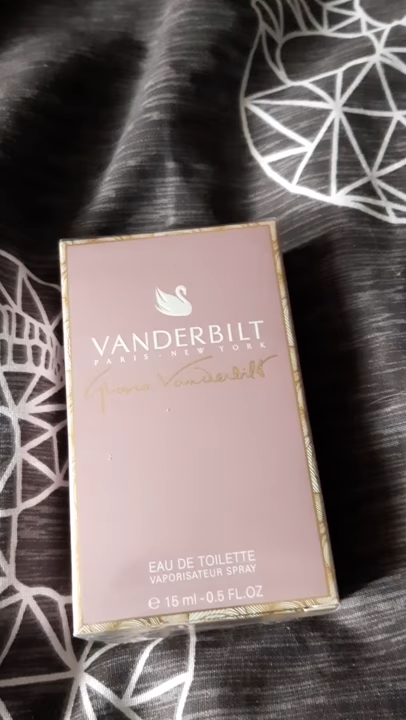 VANDERBILT
PARIS · NEW YORK
Gloria Vanderbilt
EAU DE TOILETTE
VAPORISATEUR SPRAY
℮ 15 ml - 0.5 FL.OZ